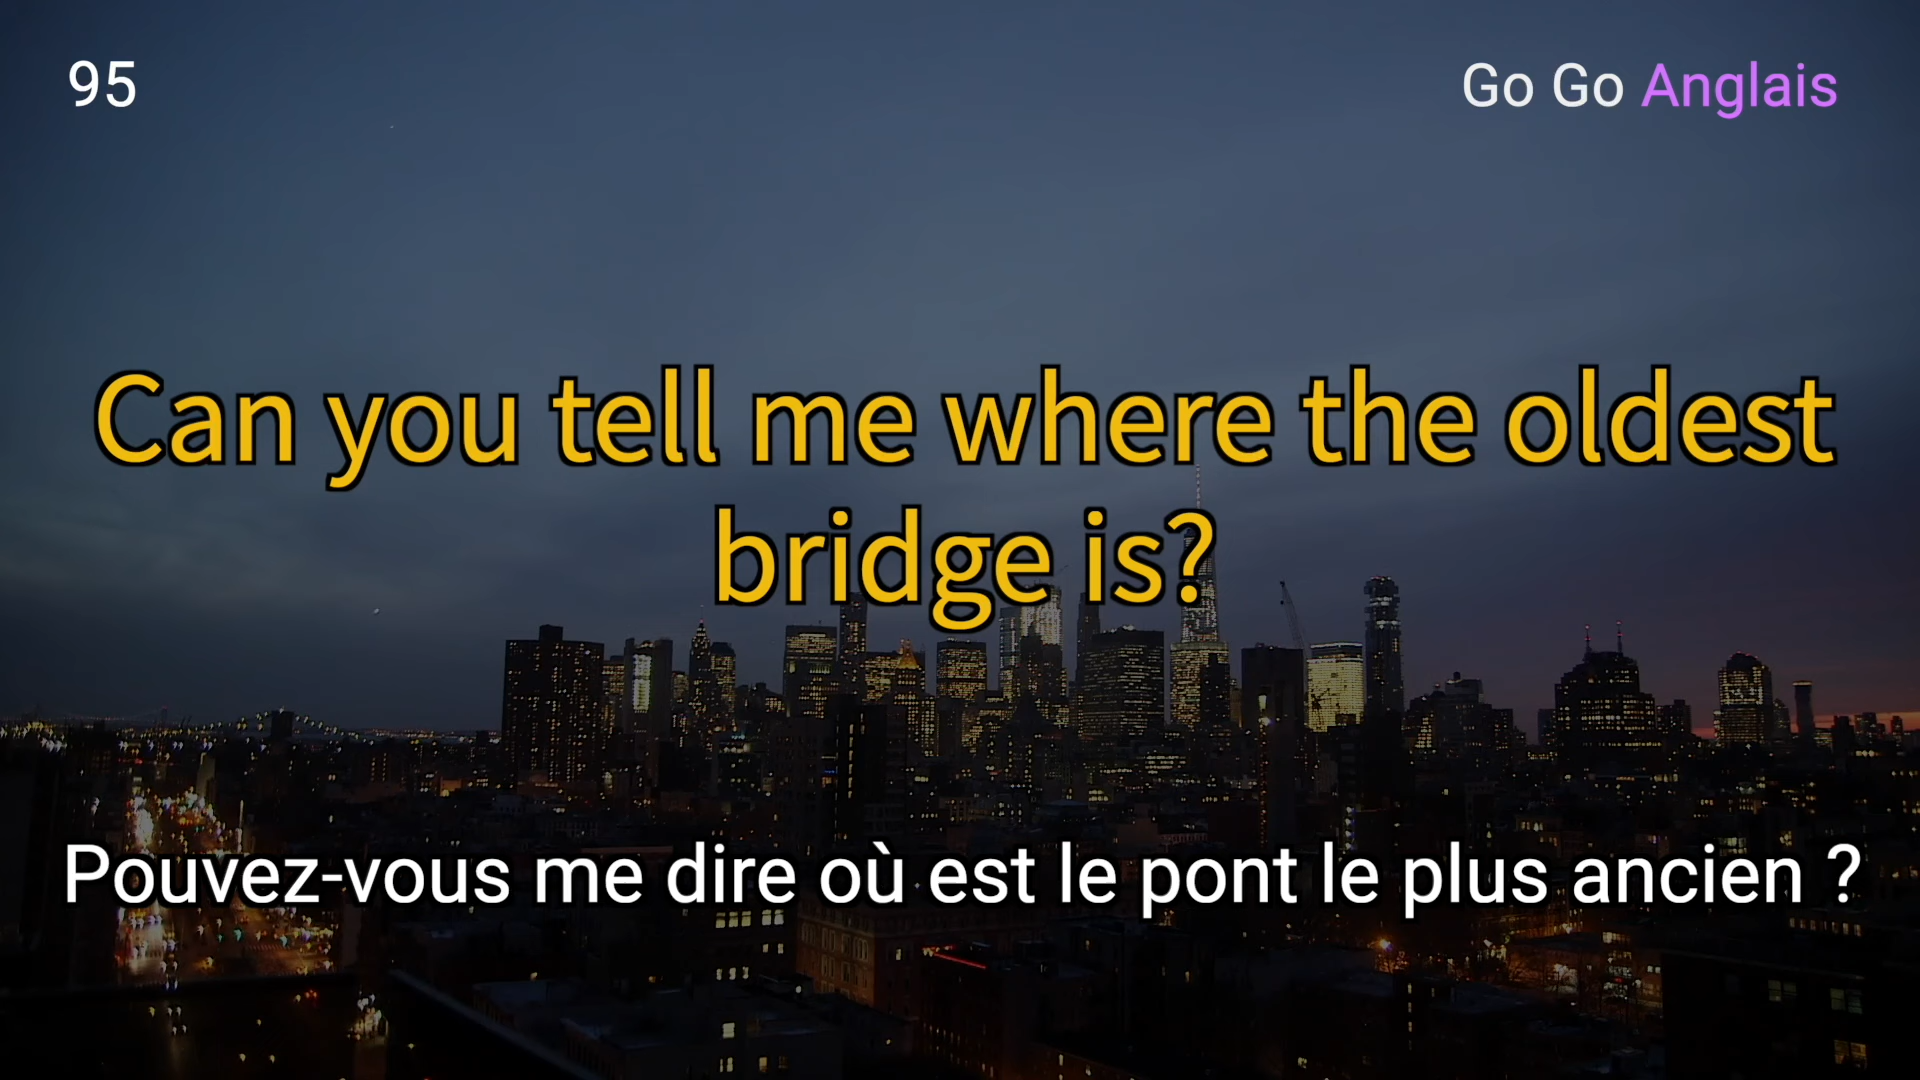 95
Go Go Anglais
Can you tell me where the oldest
bridge is?
Pouvez-vous me dire où est le pont le plus ancien ?